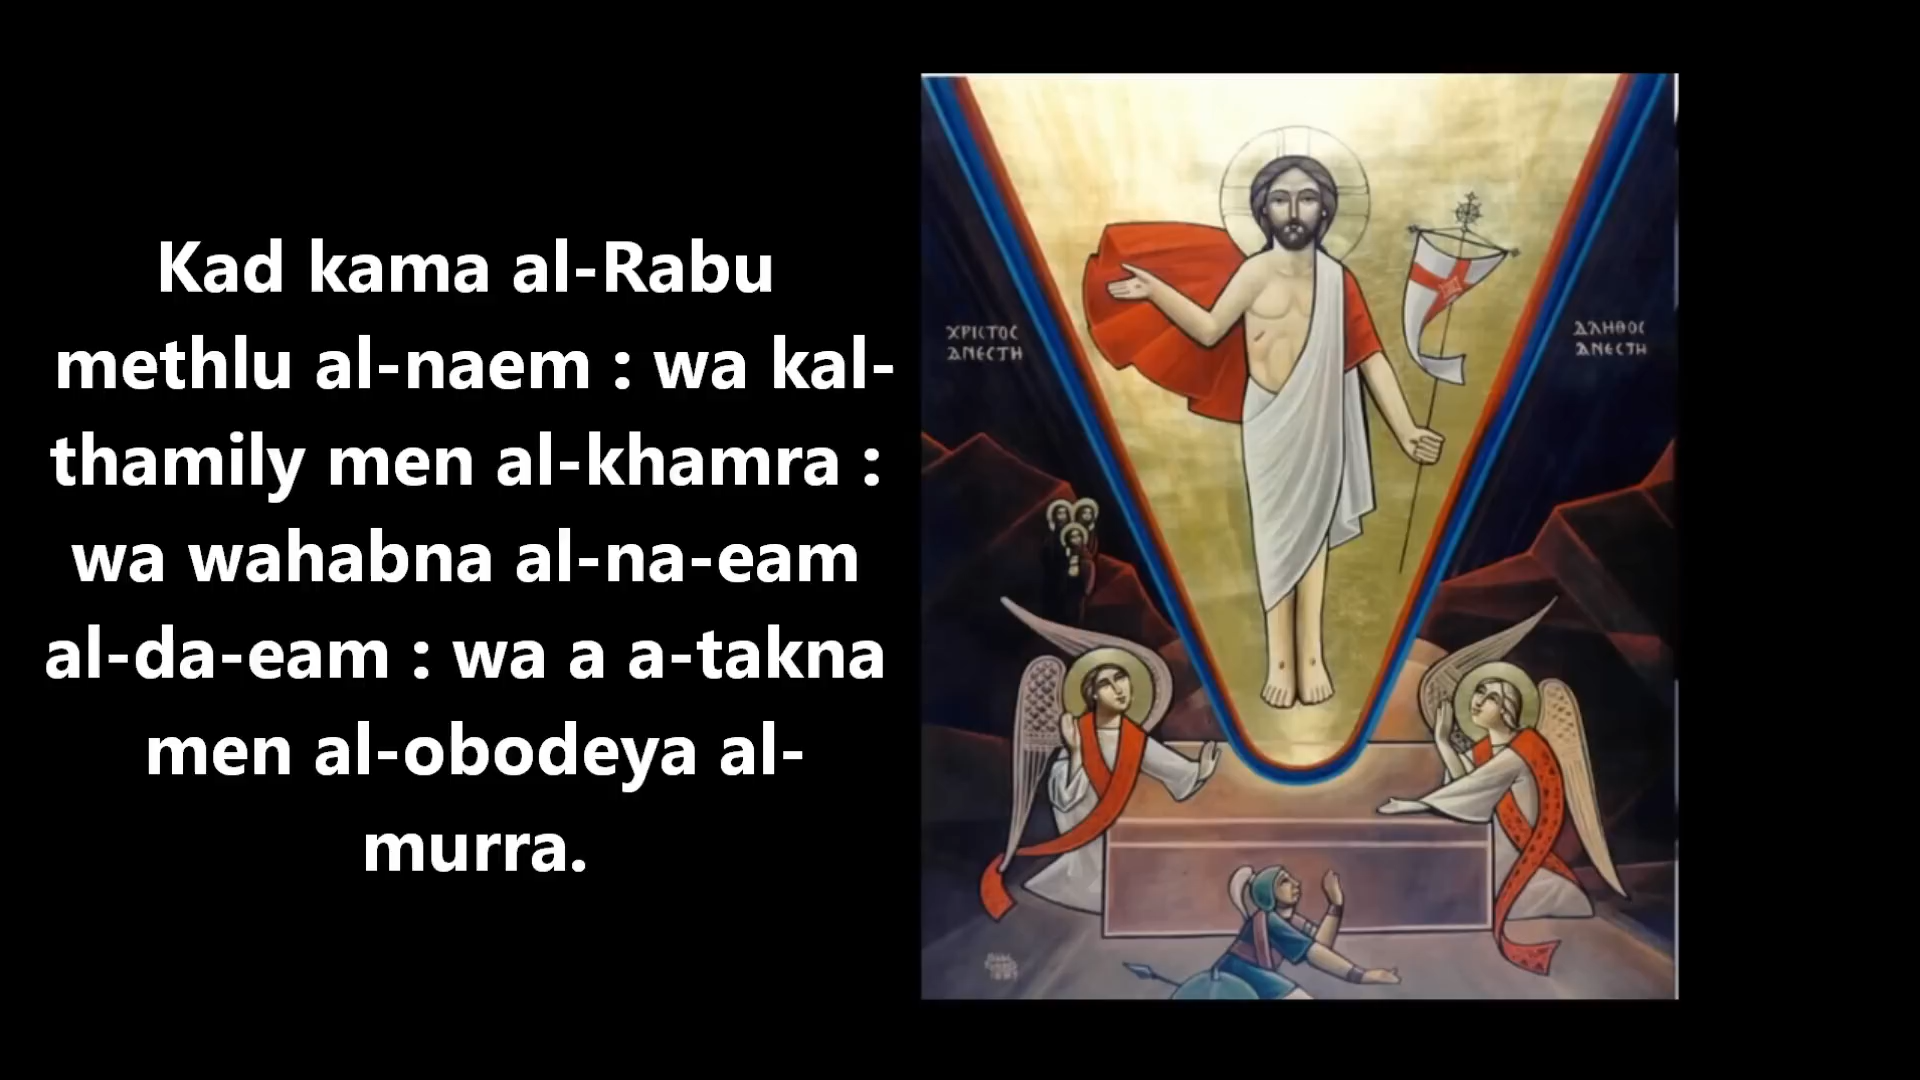 Kad kama al-Rabu
methlu al-naem : wa kal-
thamily men al-khamra :
wa wahabna al-na-eam
al-da-eam : wa a a-takna
men al-obodeya al-
murra.
ΧΡΙϹΤΟϹ
ΑΝΕϹΤΗ
ΑΛΗΘΟϹ
ΑΝΕϹΤΗ